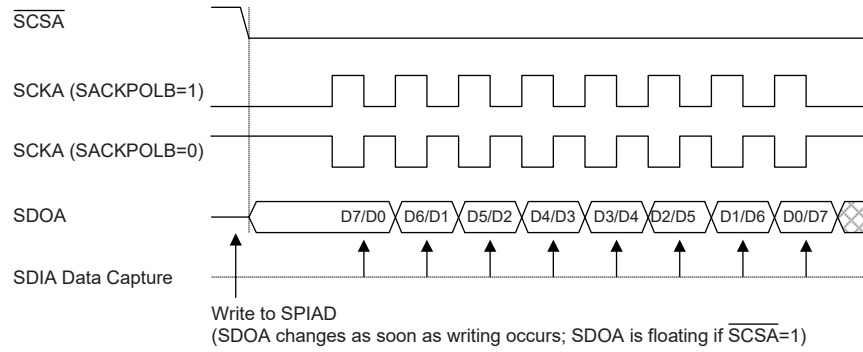 SCSA
SCKA (SACKPOLB=1)
SCKA (SACKPOLB=0)
SDOA
D7/D0 D6/D1 D5/D2 D4/D3 D3/D4 D2/D5 D1/D6 D0/D7
SDIA Data Capture
Write to SPIAD
(SDOA changes as soon as writing occurs; SDOA is floating if SCSA=1)